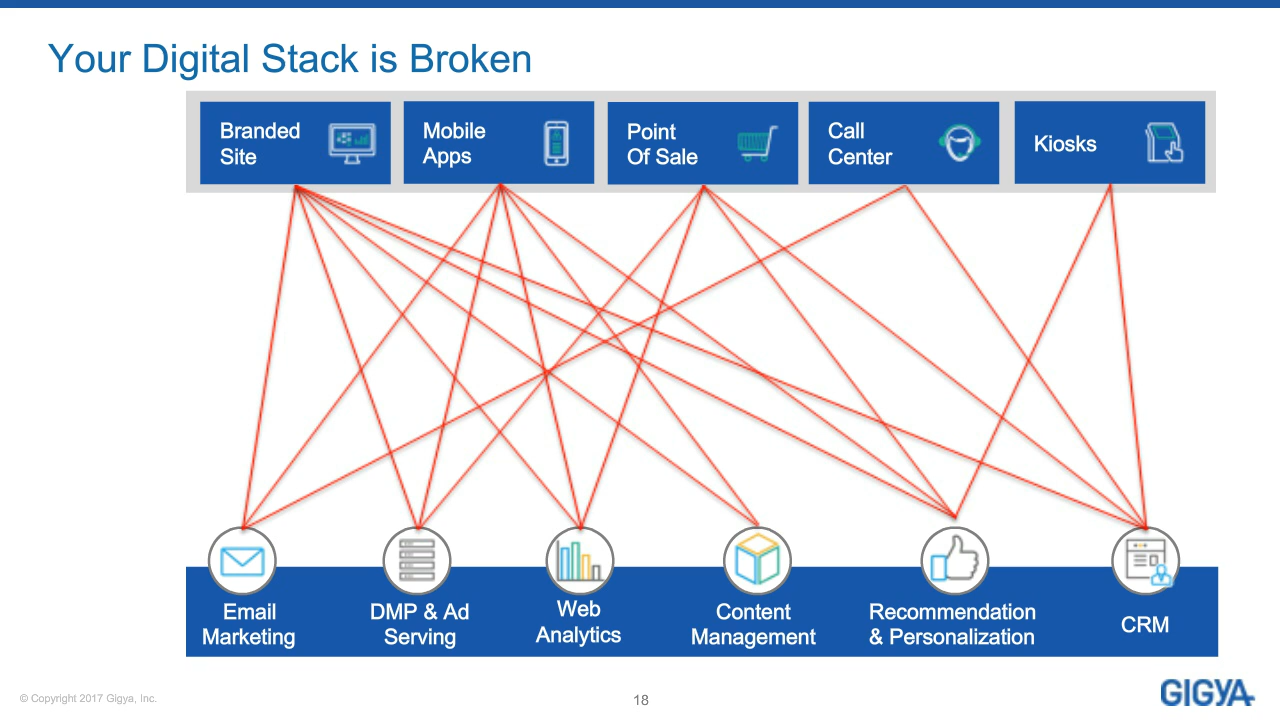 Your Digital Stack is Broken
Branded
Site
Mobile
Apps
Point
Of Sale
Call
Center
Kiosks
Email
Marketing
DMP & Ad
Serving
Web
Analytics
Content
Management
Recommendation
& Personalization
CRM
© Copyright 2017 Gigya, Inc.
18
GIGYA